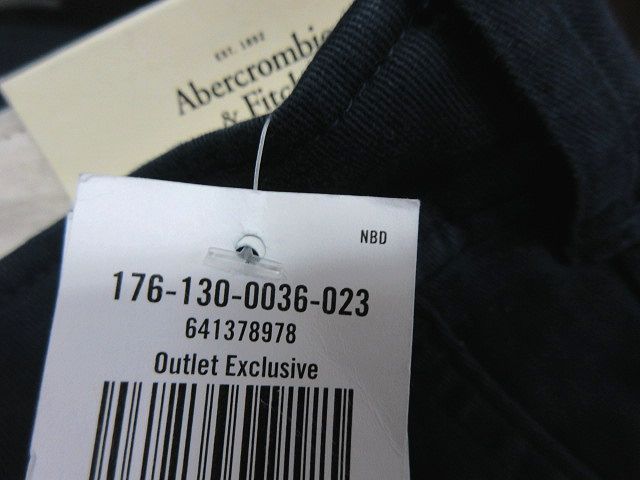 EST. 1892
Abercrombie
& Fitch
NBD
176-130-0036-023
641378978
Outlet Exclusive